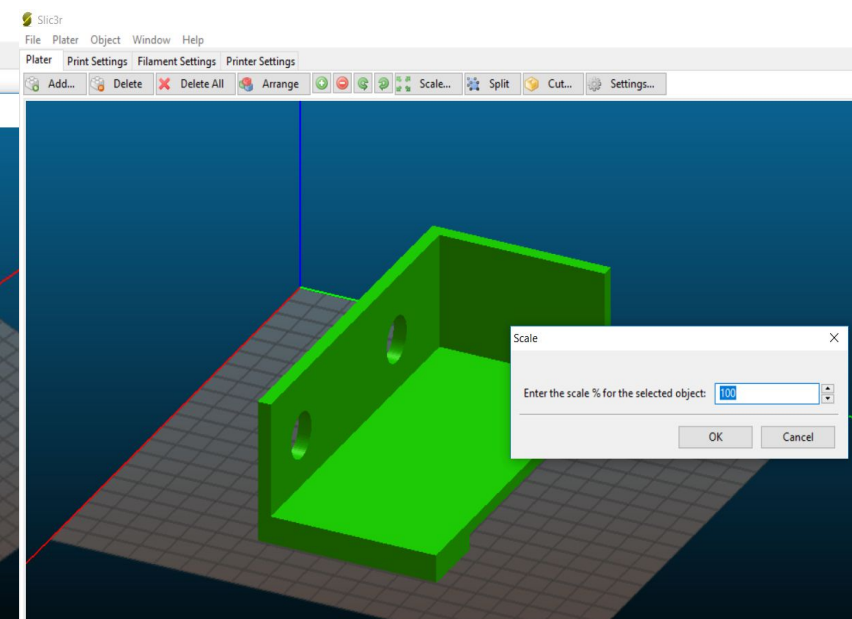 Slic3r
File Plater Object Window Help
Plater Print Settings Filament Settings Printer Settings
Add... Delete Delete All Arrange Scale... Split Cut... Settings...
Scale
Enter the scale % for the selected object: 100
OK Cancel